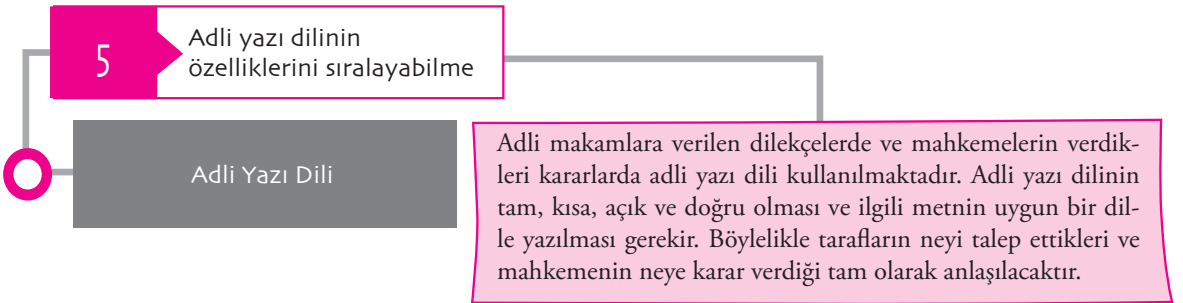 5
Adli yazı dilinin
özelliklerini sıralayabilme
Adli Yazı Dili
Adli makamlara verilen dilekçelerde ve mahkemelerin verdik-
leri kararlarda adli yazı dili kullanılmaktadır. Adli yazı dilinin
tam, kısa, açık ve doğru olması ve ilgili metnin uygun bir dil-
le yazılması gerekir. Böylelikle tarafların neyi talep ettikleri ve
mahkemenin neye karar verdiği tam olarak anlaşılacaktır.